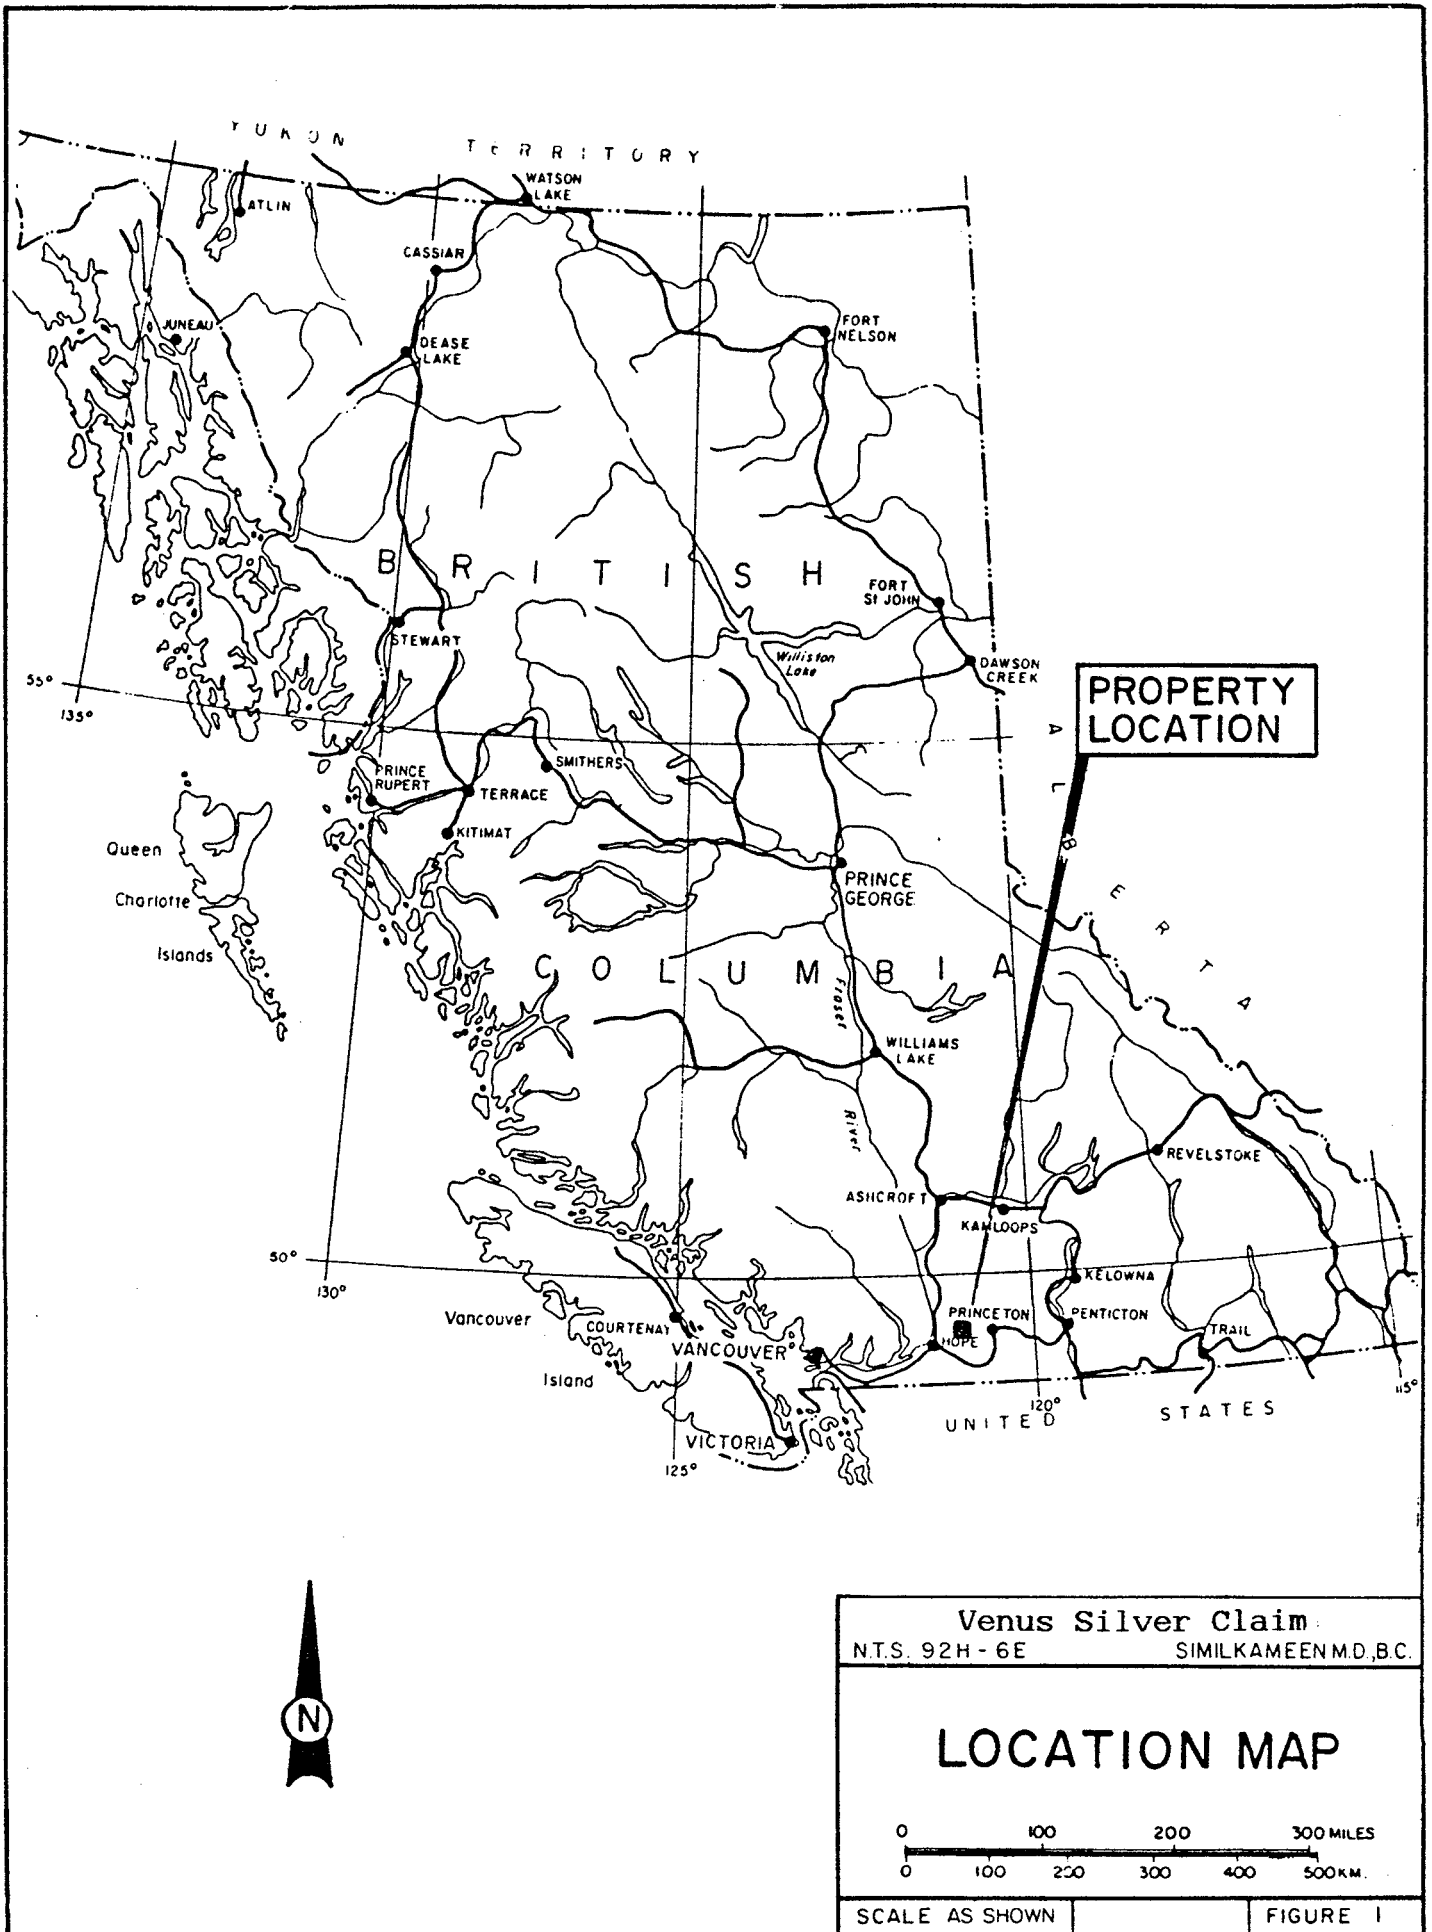 YUKON TERRITORY
WATSON
LAKE
ATLIN
CASSIAR
JUNEAU
DEASE
LAKE
FORT
NELSON
BRITISH
FORT
St JOHN
STEWART
Williston
Lake
DAWSON
CREEK
55°
135°
PROPERTY
LOCATION
ALBERTA
PRINCE
RUPERT
SMITHERS
TERRACE
KITIMAT
Queen
Charlotte
Islands
PRINCE
GEORGE
COLUMBIA
Fraser
River
WILLIAMS
LAKE
REVELSTOKE
ASHCROFT
KAMLOOPS
50°
130°
KELOWNA
PRINCETON
PENTICTON
Vancouver
Island
COURTENAY
VANCOUVER
HOPE
TRAIL
120°
115°
UNITED STATES
VICTORIA
125°
N
Venus Silver Claim
N.T.S. 92H - 6E SIMILKAMEEN M.D., B.C.
LOCATION MAP
0 100 200 300 MILES
0 100 200 300 400 500 KM.
SCALE AS SHOWN FIGURE 1